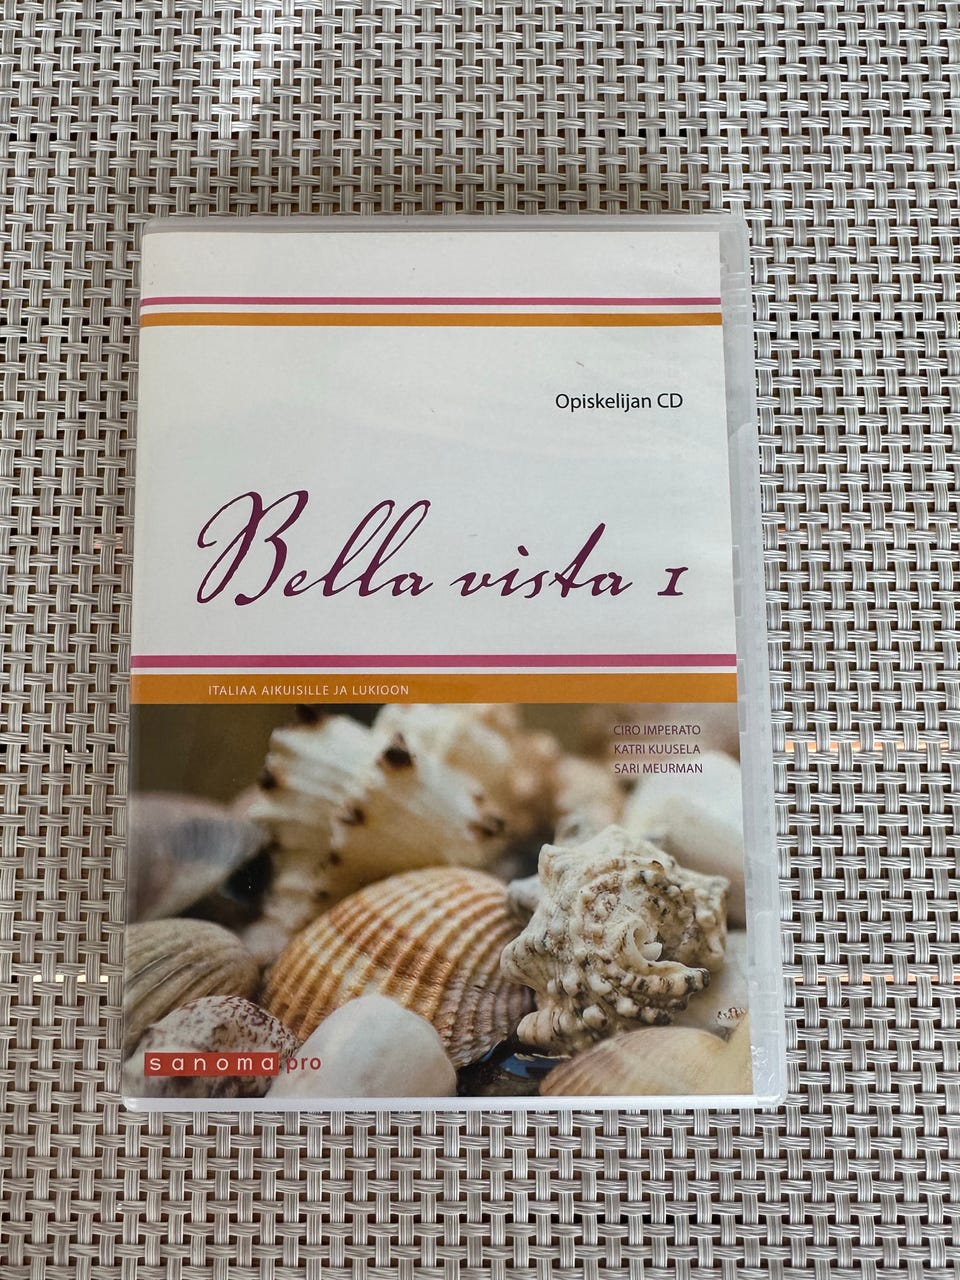 Opiskelijan CD
Bella vista 1
ITALIAA AIKUISILLE JA LUKIOON
CIRO IMPERATO
KATRI KUUSELA
SARI MEURMAN
sanoma pro